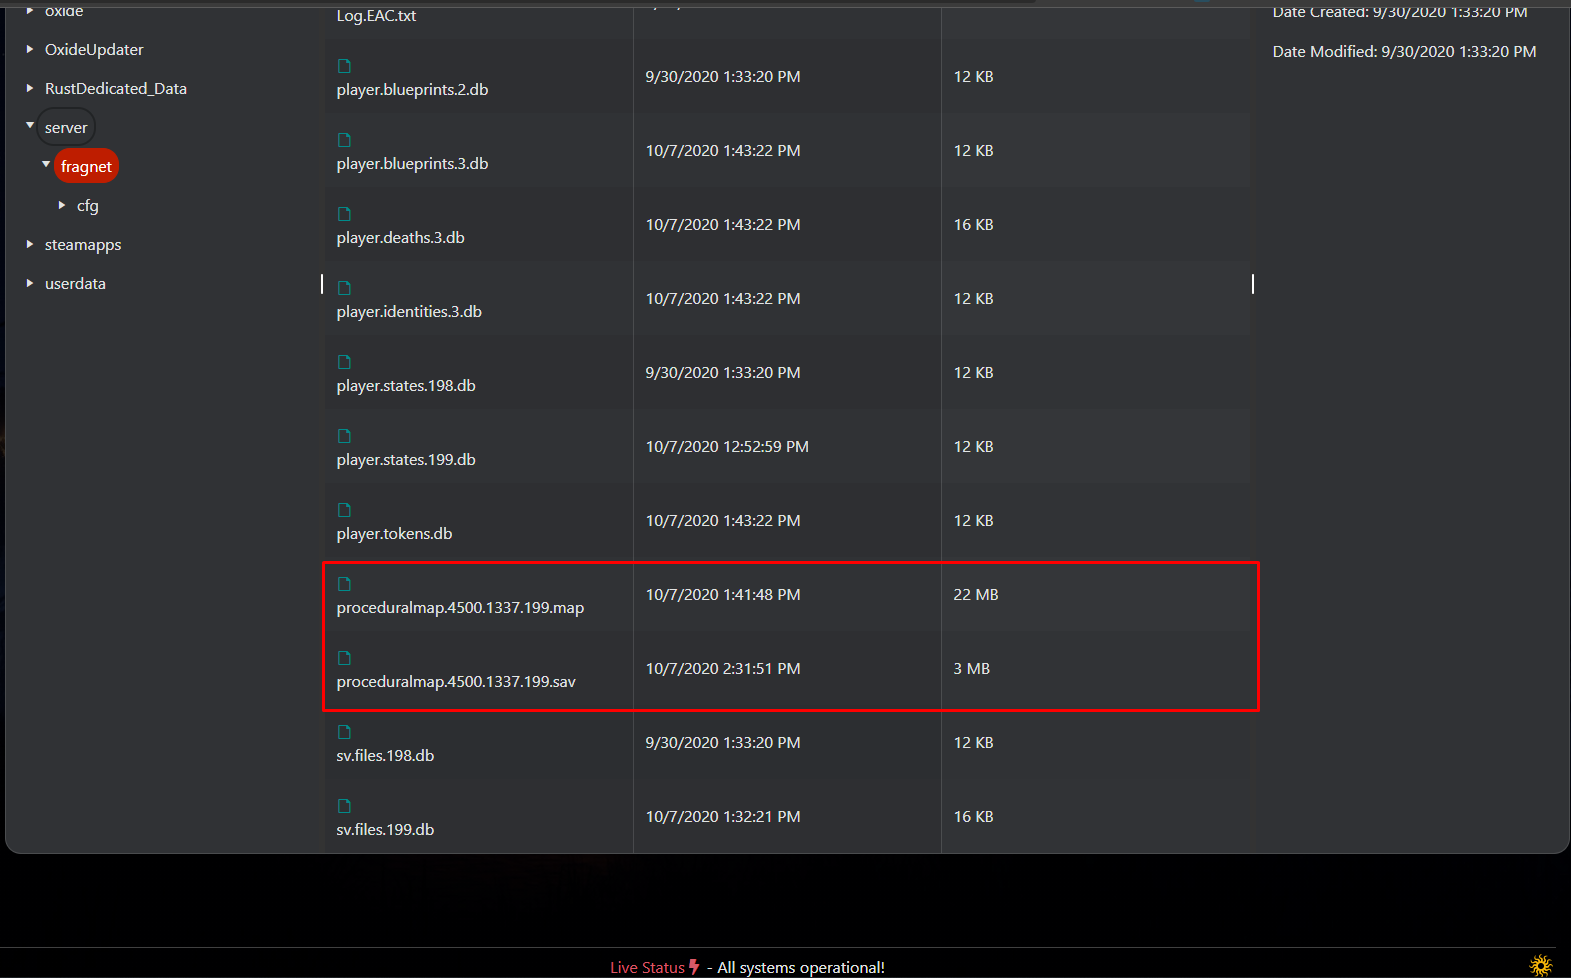 oxide
OxideUpdater
RustDedicated_Data
server
fragnet
cfg
steamapps
userdata
Log.EAC.txt
player.blueprints.2.db 9/30/2020 1:33:20 PM 12 KB
player.blueprints.3.db 10/7/2020 1:43:22 PM 12 KB
player.deaths.3.db 10/7/2020 1:43:22 PM 16 KB
player.identities.3.db 10/7/2020 1:43:22 PM 12 KB
player.states.198.db 9/30/2020 1:33:20 PM 12 KB
player.states.199.db 10/7/2020 12:52:59 PM 12 KB
player.tokens.db 10/7/2020 1:43:22 PM 12 KB
proceduralmap.4500.1337.199.map 10/7/2020 1:41:48 PM 22 MB
proceduralmap.4500.1337.199.sav 10/7/2020 2:31:51 PM 3 MB
sv.files.198.db 9/30/2020 1:33:20 PM 12 KB
sv.files.199.db 10/7/2020 1:32:21 PM 16 KB
Date Created: 9/30/2020 1:33:20 PM
Date Modified: 9/30/2020 1:33:20 PM
Live Status - All systems operational!